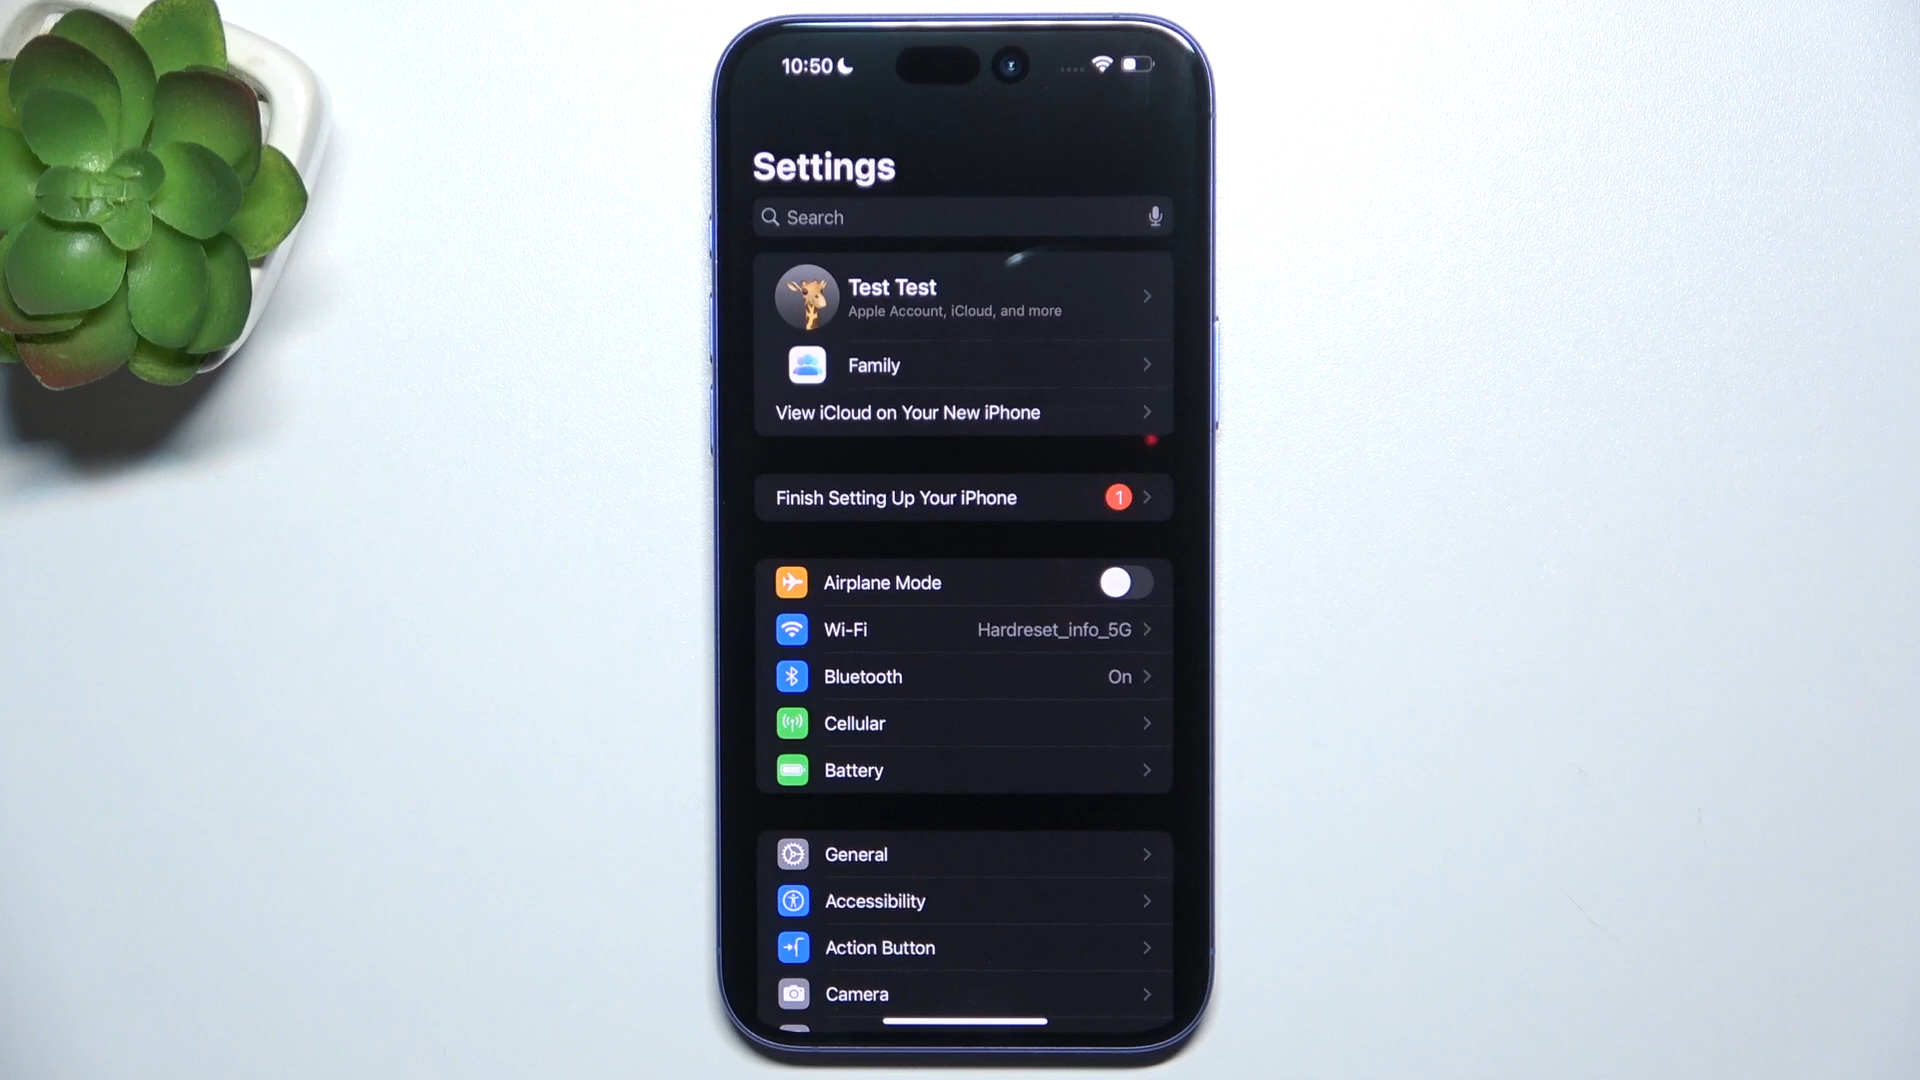 10:50
Settings
Search
Test Test
Apple Account, iCloud, and more
Family
View iCloud on Your New iPhone
Finish Setting Up Your iPhone 1
Airplane Mode
Wi-Fi Hardreset_info_5G
Bluetooth On
Cellular
Battery
General
Accessibility
Action Button
Camera